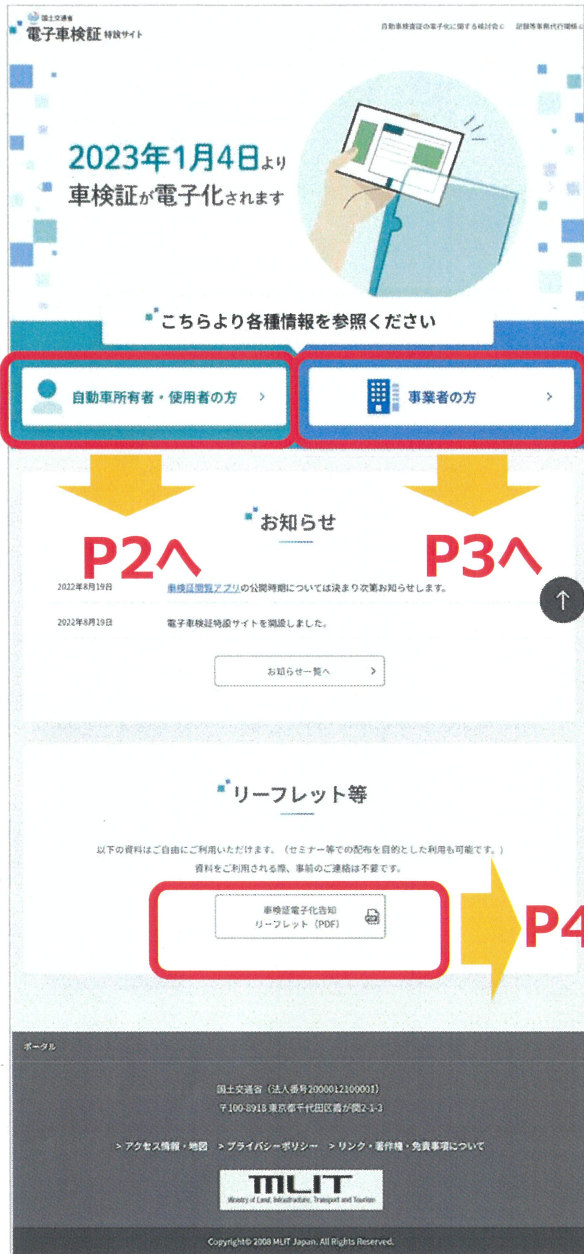 国土交通省
電子車検証 特設サイト
自動車検査証の電子化に関する検討会
記録等事務代行関係
2023年1月4日より
車検証が電子化されます
こちらより各種情報を参照ください
自動車所有者・使用者の方 >
事業者の方 >
P2へ
P3へ
お知らせ
2022年8月19日 車検証閲覧アプリの公開時期については決まり次第お知らせします。
2022年8月19日 電子車検証特設サイトを開設しました。
お知らせ一覧へ >
リーフレット等
以下の資料はご自由にご利用いただけます。(セミナー等での配布を目的とした利用も可能です。)
資料をご利用される際、事前のご連絡は不要です。
車検証電子化告知
リーフレット (PDF)
P4
ポータル
国土交通省 (法人番号2000012100001)
〒100-8918 東京都千代田区霞が関2-1-3
> アクセス情報・地図 > プライバシーポリシー > リンク・著作権・免責事項について
MLIT
Ministry of Land, Infrastructure, Transport and Tourism
Copyright© 2008 MLIT Japan. All Rights Reserved.